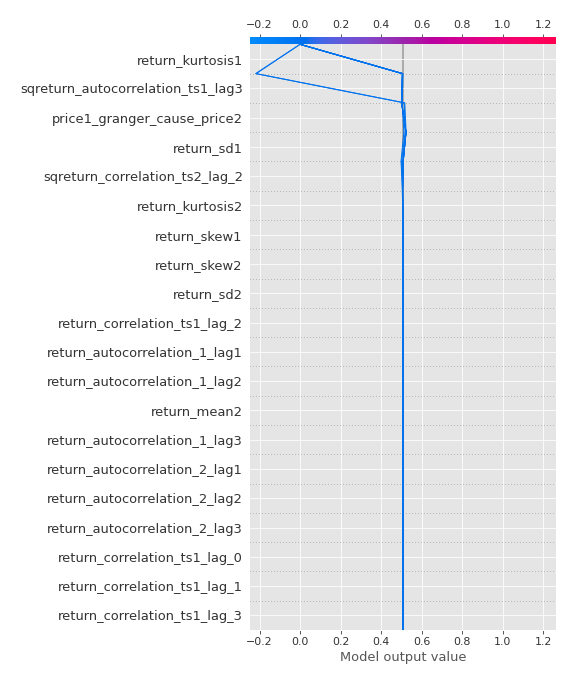 −0.2 0.0 0.2 0.4 0.6 0.8 1.0 1.2
return_kurtosis1
sqreturn_autocorrelation_ts1_lag3
price1_granger_cause_price2
return_sd1
sqreturn_correlation_ts2_lag_2
return_kurtosis2
return_skew1
return_skew2
return_sd2
return_correlation_ts1_lag_2
return_autocorrelation_1_lag1
return_autocorrelation_1_lag2
return_mean2
return_autocorrelation_1_lag3
return_autocorrelation_2_lag1
return_autocorrelation_2_lag2
return_autocorrelation_2_lag3
return_correlation_ts1_lag_0
return_correlation_ts1_lag_1
return_correlation_ts1_lag_3
−0.2 0.0 0.2 0.4 0.6 0.8 1.0 1.2
Model output value